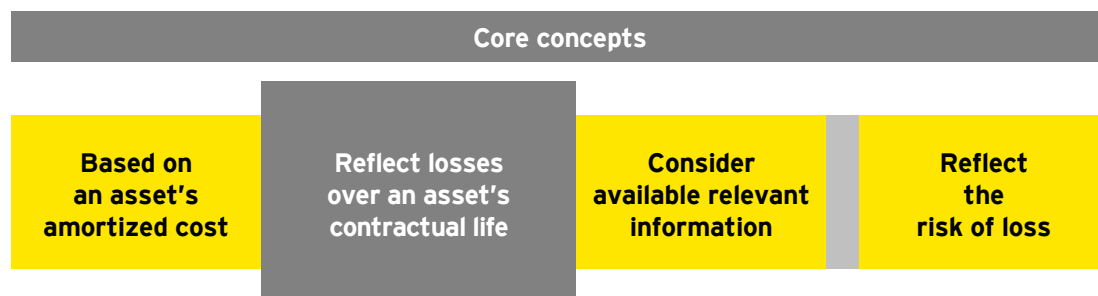 Core concepts
Based on
an asset's
amortized cost
Reflect losses
over an asset's
contractual life
Consider
available relevant
information
Reflect
the
risk of loss